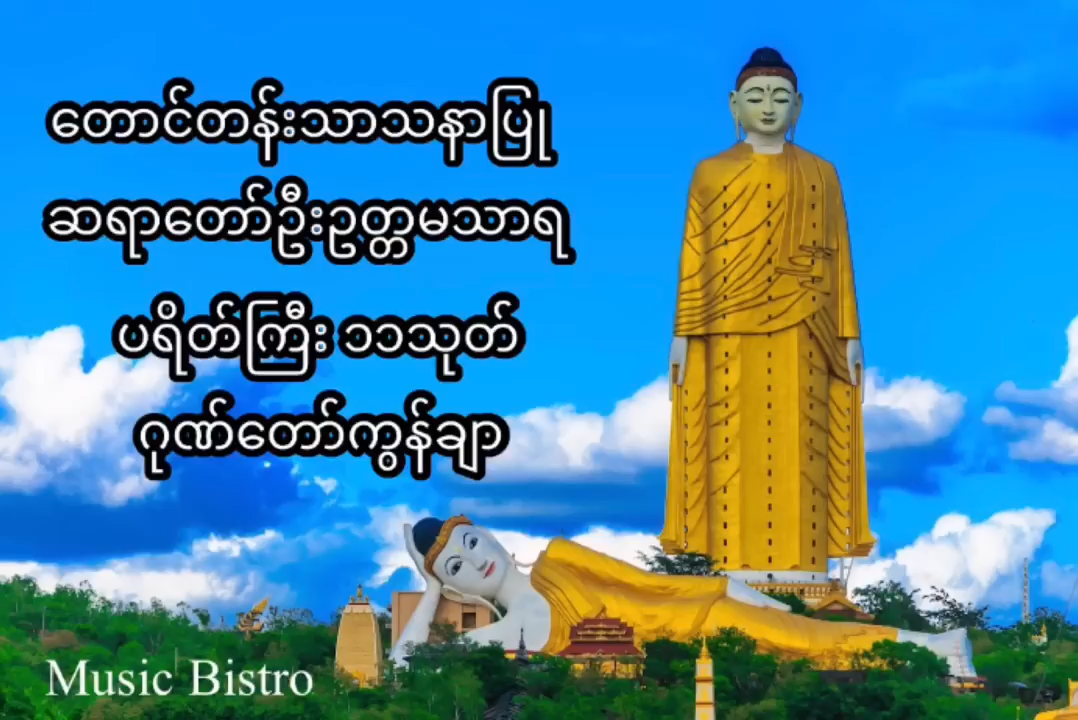 တောင်တန်းသာသနာပြု
ဆရာတော်ဦးဥတ္တမသာရ
ပရိတ်ကြီး ၁၁သုတ်
ဂုဏ်တော်ကွန်ချာ
Music Bistro